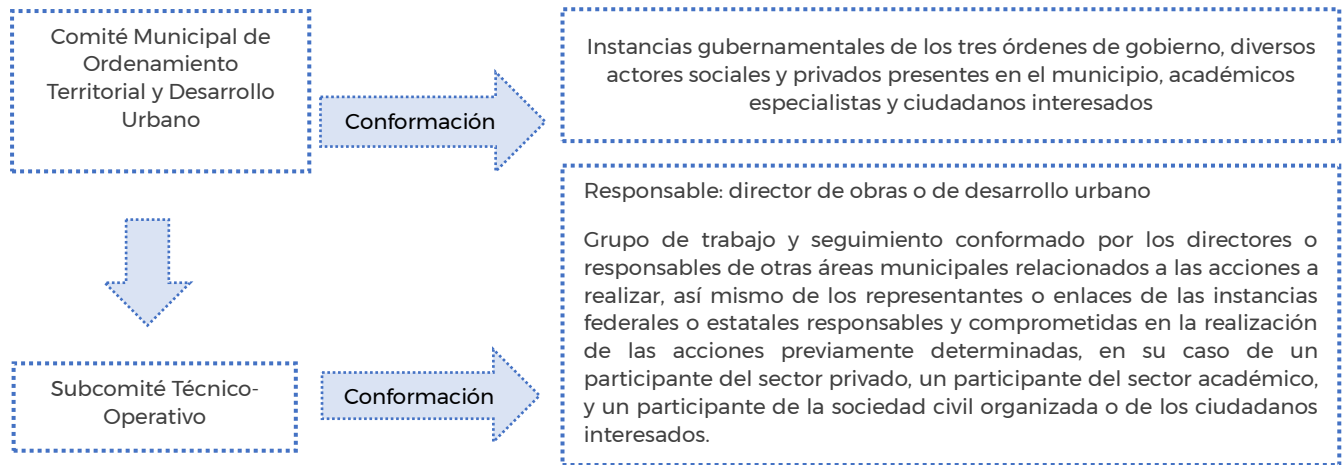 Comité Municipal de
Ordenamiento
Territorial y Desarrollo
Urbano
Conformación
Instancias gubernamentales de los tres órdenes de gobierno, diversos
actores sociales y privados presentes en el municipio, académicos
especialistas y ciudadanos interesados
Subcomité Técnico-
Operativo
Conformación
Responsable: director de obras o de desarrollo urbano
Grupo de trabajo y seguimiento conformado por los directores o
responsables de otras áreas municipales relacionados a las acciones a
realizar, así mismo de los representantes o enlaces de las instancias
federales o estatales responsables y comprometidas en la realización
de las acciones previamente determinadas, en su caso de un
participante del sector privado, un participante del sector académico,
y un participante de la sociedad civil organizada o de los ciudadanos
interesados.